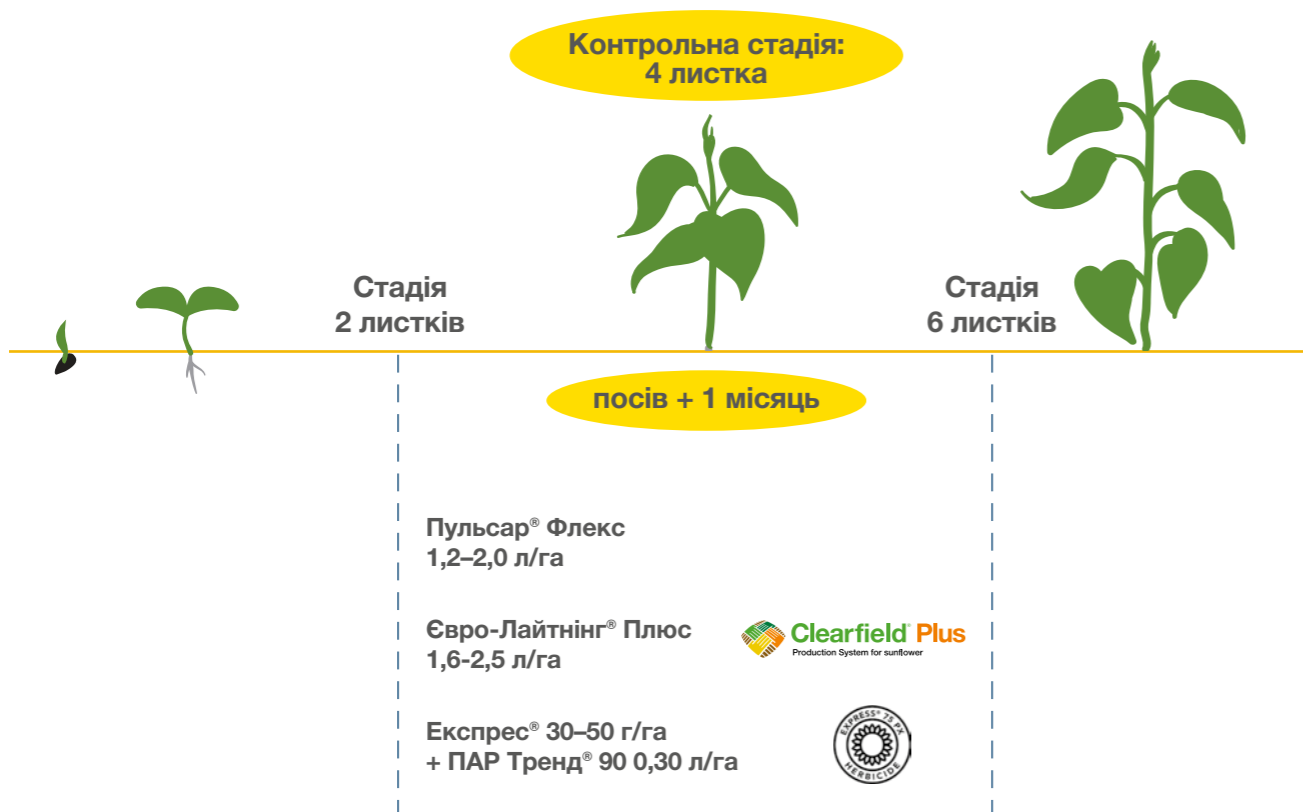 Контрольна стадія:
4 листка
Стадія
2 листків
Стадія
6 листків
посів + 1 місяць
Пульсар® Флекс
1,2–2,0 л/га
Євро-Лайтнінг® Плюс
1,6-2,5 л/га
Clearfield® Plus
Production System for sunflower
Експрес® 30–50 г/га
+ ПАР Тренд® 90 0,30 л/га
EXPRESS® 75 PX
HERBICIDE